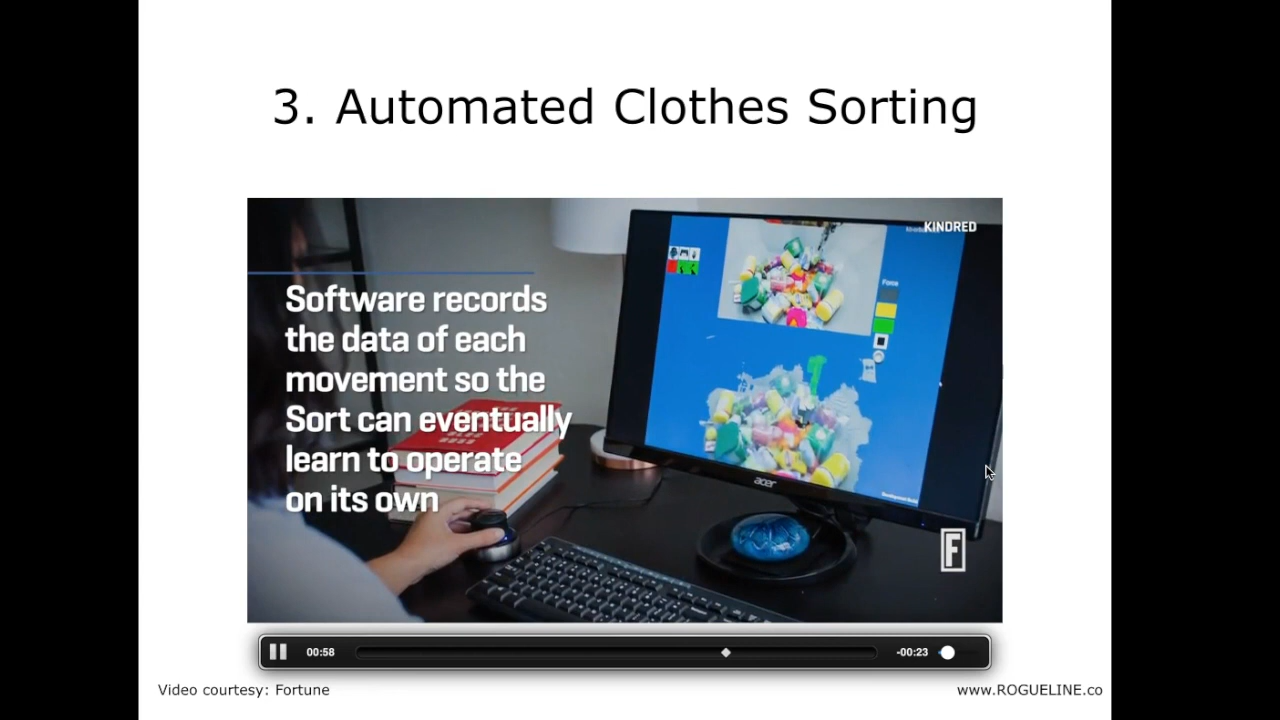 3. Automated Clothes Sorting
KINDRED
Software records
the data of each
movement so the
Sort can eventually
learn to operate
on its own
Force
acer
F
00:58
-00:23
Video courtesy: Fortune
www.ROGUELINE.co